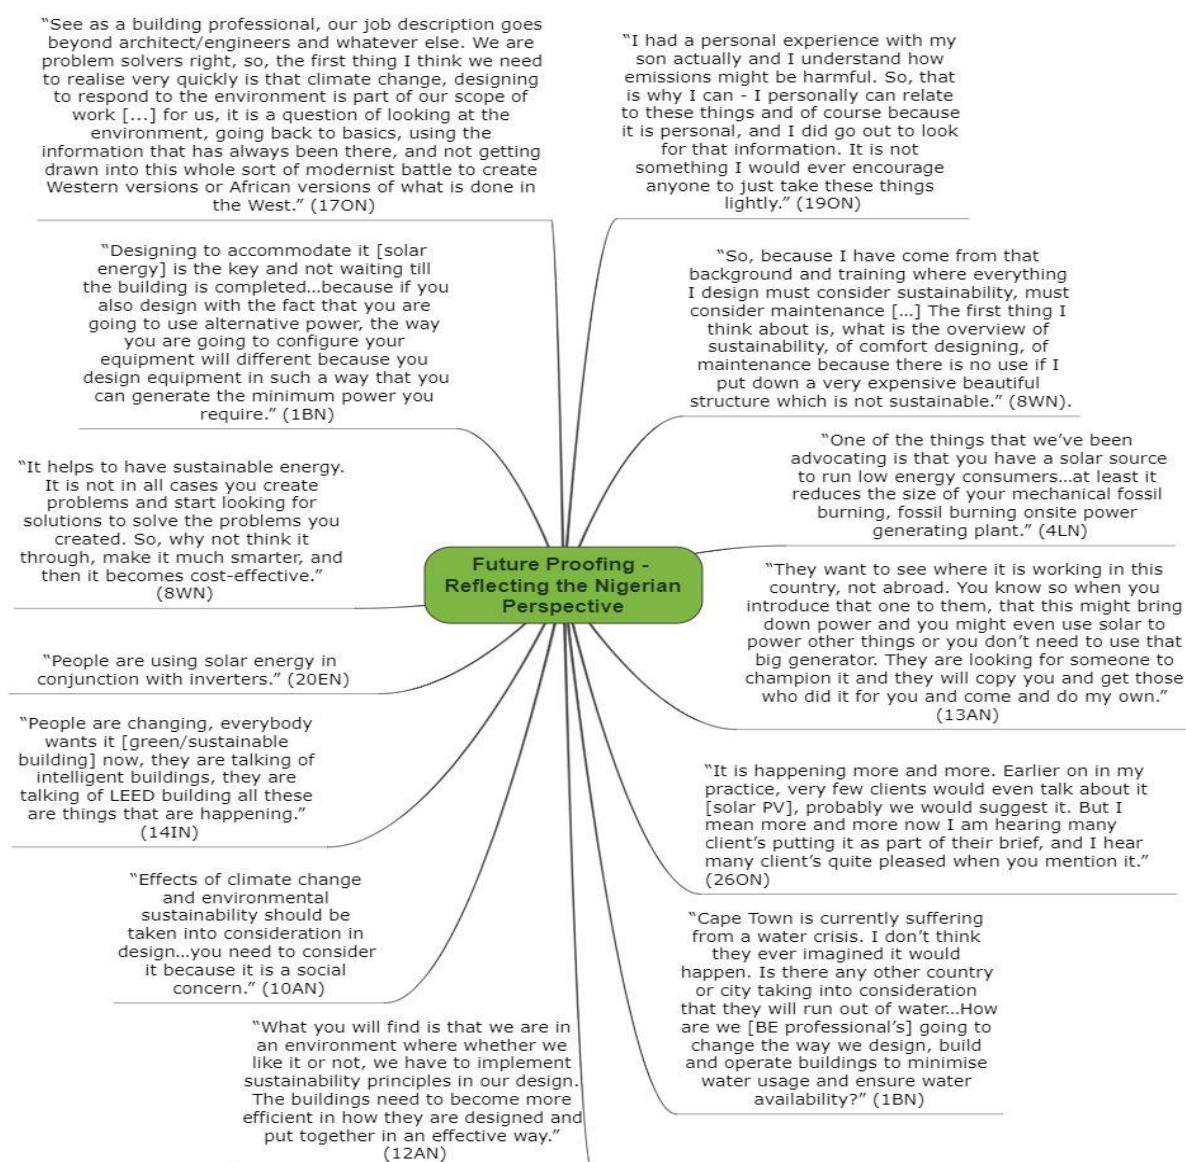 “See as a building professional, our job description goes
beyond architect/engineers and whatever else. We are
problem solvers right, so, the first thing I think we need
to realise very quickly is that climate change, designing
to respond to the environment is part of our scope of
work [...] for us, it is a question of looking at the
environment, going back to basics, using the
information that has always been there, and not getting
drawn into this whole sort of modernist battle to create
Western versions or African versions of what is done in
the West.” (17ON)
“Designing to accommodate it [solar
energy] is the key and not waiting till
the building is completed...because if you
also design with the fact that you are
going to use alternative power, the way
you are going to configure your
equipment will different because you
design equipment in such a way that you
can generate the minimum power you
require.” (1BN)
“It helps to have sustainable energy.
It is not in all cases you create
problems and start looking for
solutions to solve the problems you
created. So, why not think it
through, make it much smarter, and
then it becomes cost-effective.”
(8WN)
“People are using solar energy in
conjunction with inverters.” (20EN)
“People are changing, everybody
wants it [green/sustainable
building] now, they are talking of
intelligent buildings, they are
talking of LEED building all these
are things that are happening.”
(14IN)
“Effects of climate change
and environmental
sustainability should be
taken into consideration in
design...you need to consider
it because it is a social
concern.” (10AN)
“What you will find is that we are in
an environment where whether we
like it or not, we have to implement
sustainability principles in our design.
The buildings need to become more
efficient in how they are designed and
put together in an effective way.”
(12AN)
Future Proofing -
Reflecting the Nigerian
Perspective
“I had a personal experience with my
son actually and I understand how
emissions might be harmful. So, that
is why I can - I personally can relate
to these things and of course because
it is personal, and I did go out to look
for that information. It is not
something I would ever encourage
anyone to just take these things
lightly.” (19ON)
“So, because I have come from that
background and training where everything
I design must consider sustainability, must
consider maintenance [...] The first thing I
think about is, what is the overview of
sustainability, of comfort designing, of
maintenance because there is no use if I
put down a very expensive beautiful
structure which is not sustainable.” (8WN).
“One of the things that we’ve been
advocating is that you have a solar source
to run low energy consumers...at least it
reduces the size of your mechanical fossil
burning, fossil burning onsite power
generating plant.” (4LN)
“They want to see where it is working in this
country, not abroad. You know so when you
introduce that one to them, that this might bring
down power and you might even use solar to
power other things or you don’t need to use that
big generator. They are looking for someone to
champion it and they will copy you and get those
who did it for you and come and do my own.”
(13AN)
“It is happening more and more. Earlier on in my
practice, very few clients would even talk about it
[solar PV], probably we would suggest it. But I
mean more and more now I am hearing many
client’s putting it as part of their brief, and I hear
many client’s quite pleased when you mention it.”
(26ON)
“Cape Town is currently suffering
from a water crisis. I don’t think
they ever imagined it would
happen. Is there any other country
or city taking into consideration
that they will run out of water...How
are we [BE professional’s] going to
change the way we design, build
and operate buildings to minimise
water usage and ensure water
availability?” (1BN)